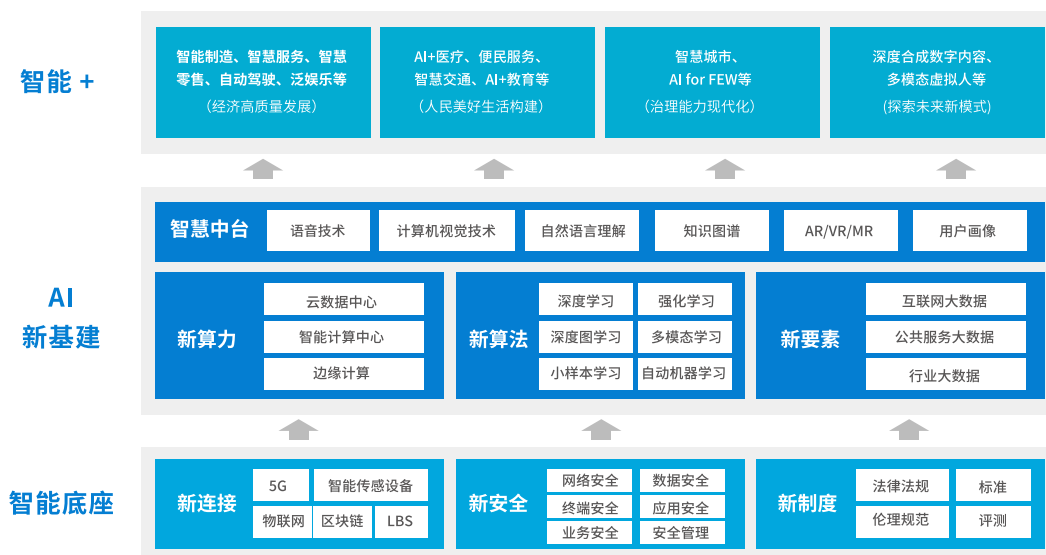 智能 +
智能制造、智慧服务、智慧
零售、自动驾驶、泛娱乐等
（经济高质量发展）
AI+医疗、便民服务、
智慧交通、AI+教育等
（人民美好生活构建）
智慧城市、
AI for FEW等
（治理能力现代化）
深度合成数字内容、
多模态虚拟人等
(探索未来新模式)
AI
新基建
智慧中台
语音技术
计算机视觉技术
自然语言理解
知识图谱
AR/VR/MR
用户画像
新算力
云数据中心
智能计算中心
边缘计算
新算法
深度学习
强化学习
深度图学习
多模态学习
小样本学习
自动机器学习
新要素
互联网大数据
公共服务大数据
行业大数据
智能底座
新连接
5G
智能传感设备
物联网
区块链
LBS
新安全
网络安全
数据安全
终端安全
应用安全
业务安全
安全管理
新制度
法律法规
标准
伦理规范
评测